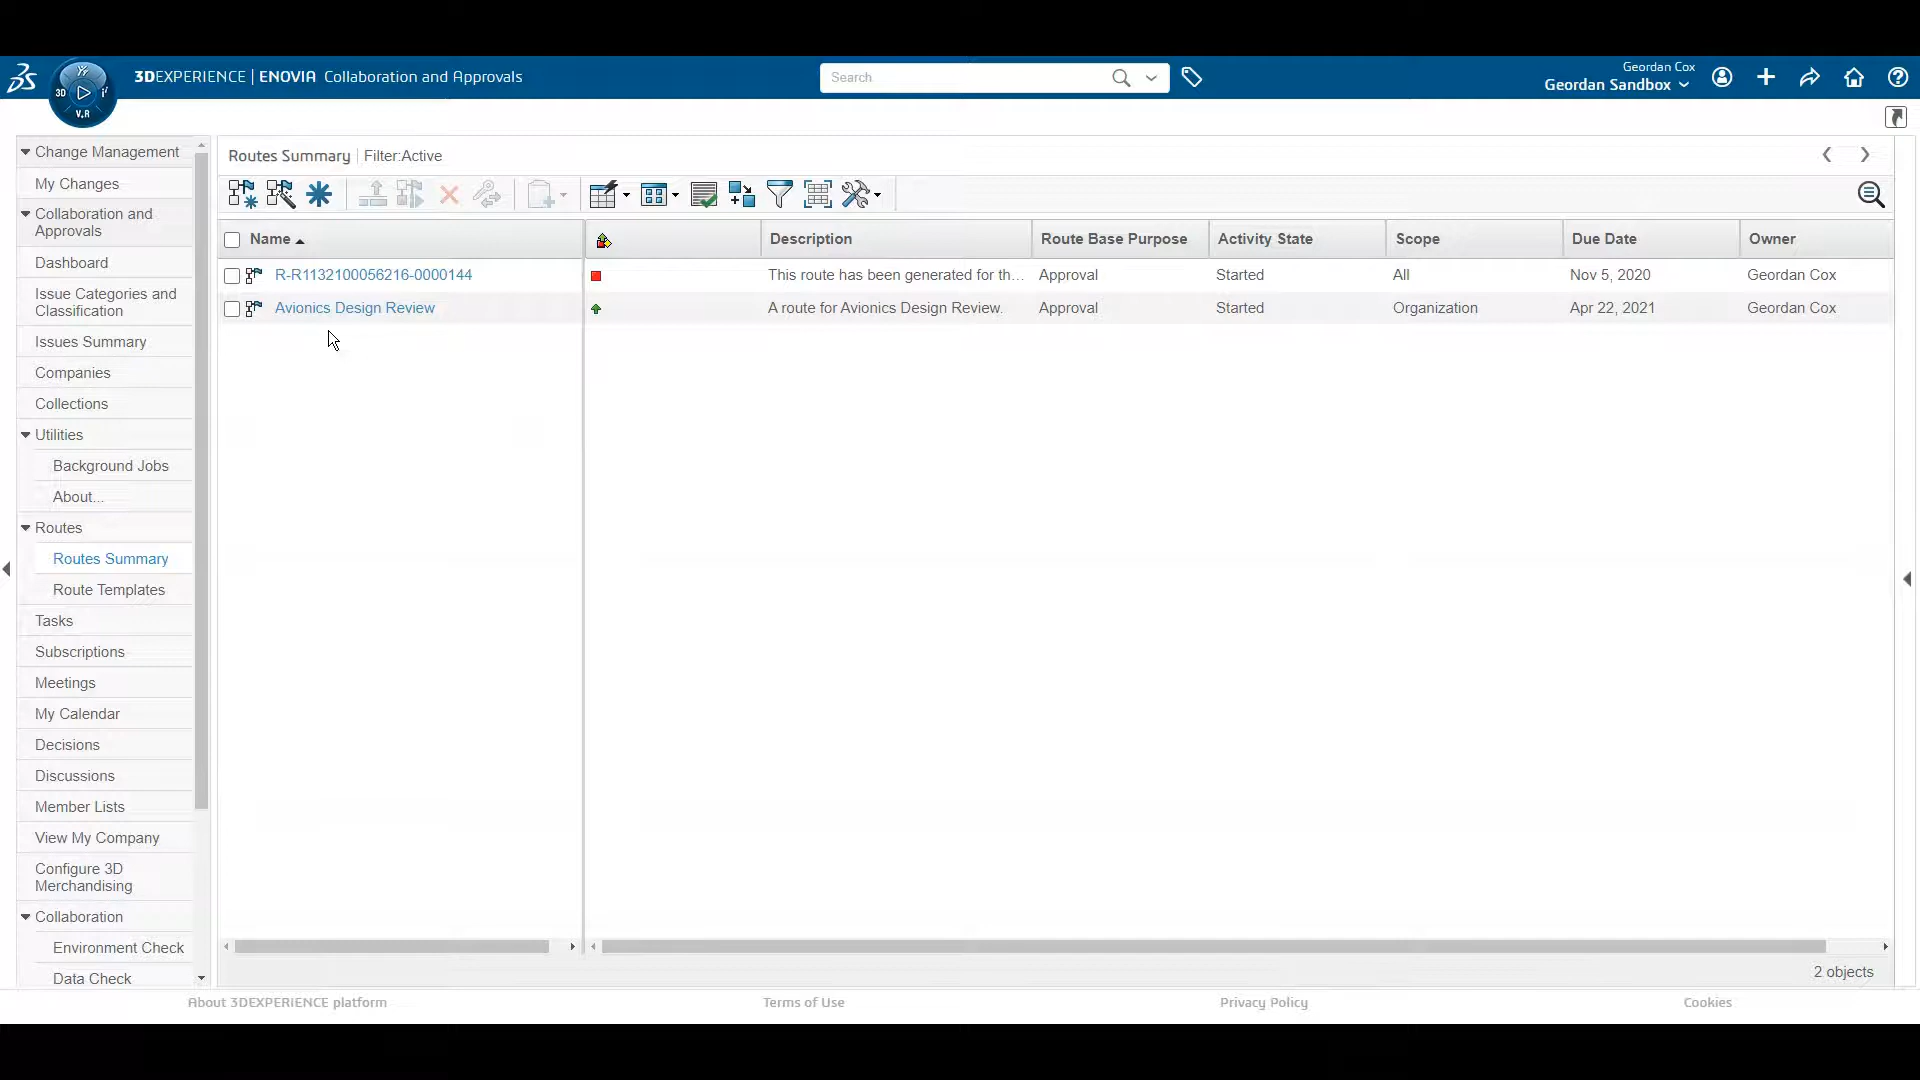 3DEXPERIENCE | ENOVIA Collaboration and Approvals
Search
Geordan Cox
Geordan Sandbox
3D
V.R
Change Management
My Changes
Collaboration and
Approvals
Dashboard
Issue Categories and
Classification
Issues Summary
Companies
Collections
Utilities
Background Jobs
About...
Routes
Routes Summary
Route Templates
Tasks
Subscriptions
Meetings
My Calendar
Decisions
Discussions
Member Lists
View My Company
Configure 3D
Merchandising
Collaboration
Environment Check
Data Check
Routes Summary | Filter:Active
Name Description Route Base Purpose Activity State Scope Due Date Owner
R-R1132100056216-0000144 This route has been generated for th... Approval Started All Nov 5, 2020 Geordan Cox
Avionics Design Review A route for Avionics Design Review. Approval Started Organization Apr 22, 2021 Geordan Cox
2 objects
About 3DEXPERIENCE platform Terms of Use Privacy Policy Cookies